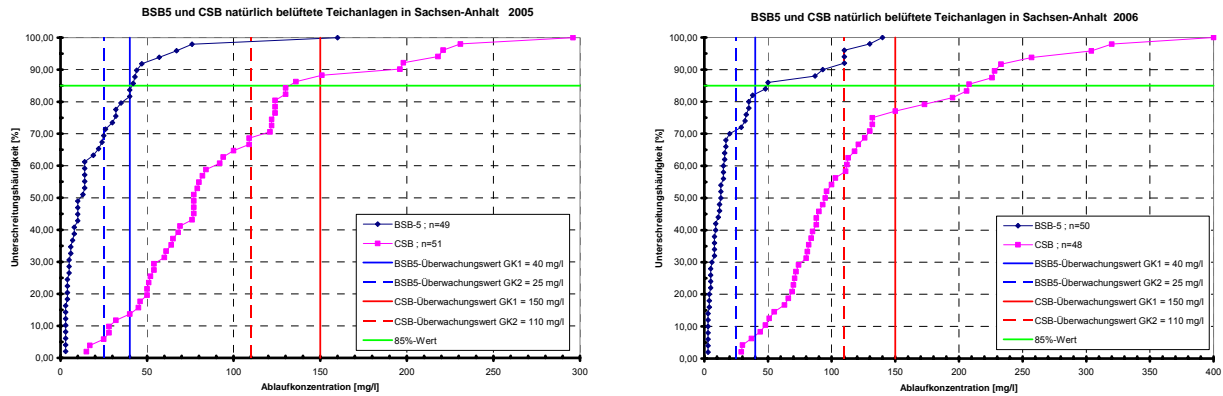 BSB5 und CSB natürlich belüftete Teichanlagen in Sachsen-Anhalt 2005
Unterschreitungshäufigkeit [%]
100,00
90,00
80,00
70,00
60,00
50,00
40,00
30,00
20,00
10,00
0,00
BSB-5 ; n=49
CSB ; n=51
BSB5-Überwachungswert GK1 = 40 mg/l
BSB5-Überwachungswert GK2 = 25 mg/l
CSB-Überwachungswert GK1 = 150 mg/l
CSB-Überwachungswert GK2 = 110 mg/l
85%-Wert
0 50 100 150 200 250 300
Ablaufkonzentration [mg/l]
BSB5 und CSB natürlich belüftete Teichanlagen in Sachsen-Anhalt 2006
Unterschreitungshäufigkeit [%]
100,00
90,00
80,00
70,00
60,00
50,00
40,00
30,00
20,00
10,00
0,00
BSB-5 ; n=50
CSB ; n=48
BSB5-Überwachungswert GK1 = 40 mg/l
BSB5-Überwachungswert GK2 = 25 mg/l
CSB-Überwachungswert GK1 = 150 mg/l
CSB-Überwachungswert GK2 = 110 mg/l
85%-Wert
0 50 100 150 200 250 300 350 400
Ablaufkonzentration [mg/l]